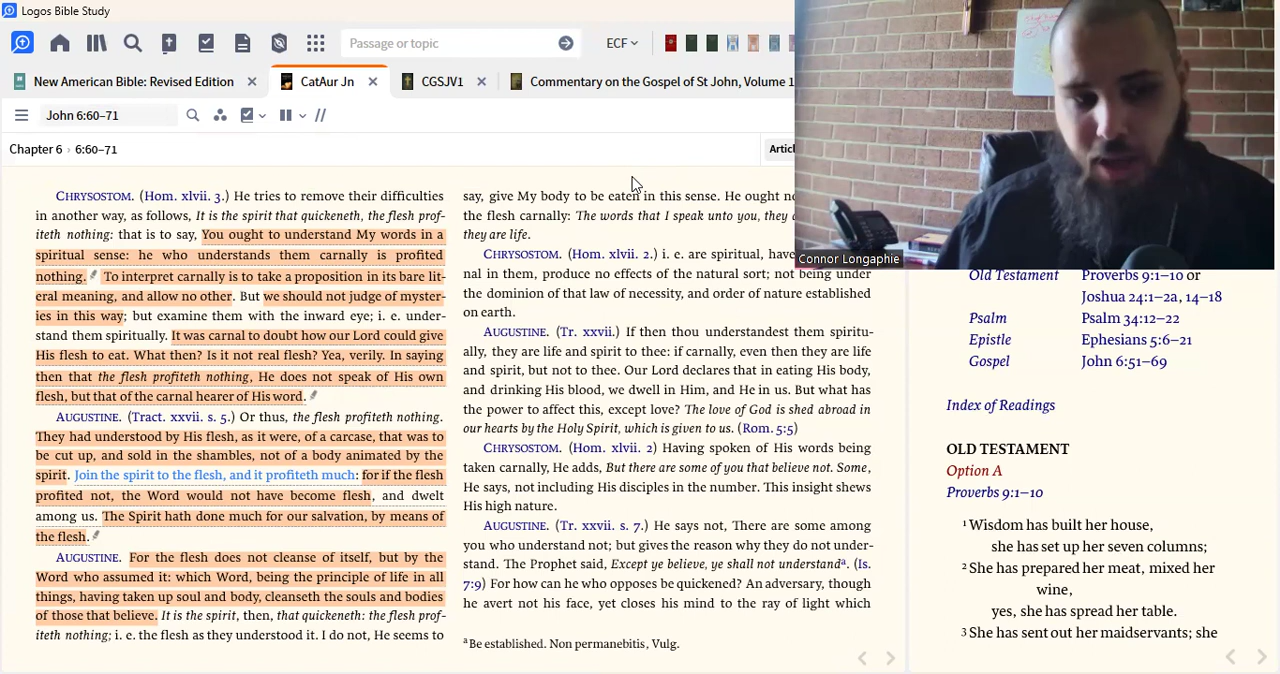 Logos Bible Study
Passage or topic
ECF
New American Bible: Revised Edition
CatAur Jn
CGSJV1
Commentary on the Gospel of St John, Volume 1
John 6:60–71
Chapter 6 › 6:60–71
Articl
CHRYSOSTOM. (Hom. xlvii. 3.) He tries to remove their difficulties
in another way, as follows, It is the spirit that quickeneth, the flesh prof-
iteth nothing: that is to say, You ought to understand My words in a
spiritual sense: he who understands them carnally is profited
nothing. To interpret carnally is to take a proposition in its bare lit-
eral meaning, and allow no other. But we should not judge of myster-
ies in this way; but examine them with the inward eye; i. e. under-
stand them spiritually. It was carnal to doubt how our Lord could give
His flesh to eat. What then? Is it not real flesh? Yea, verily. In saying
then that the flesh profiteth nothing, He does not speak of His own
flesh, but that of the carnal hearer of His word.
AUGUSTINE. (Tract. xxvii. s. 5.) Or thus, the flesh profiteth nothing.
They had understood by His flesh, as it were, of a carcase, that was to
be cut up, and sold in the shambles, not of a body animated by the
spirit. Join the spirit to the flesh, and it profiteth much: for if the flesh
profited not, the Word would not have become flesh, and dwelt
among us. The Spirit hath done much for our salvation, by means of
the flesh.
AUGUSTINE. For the flesh does not cleanse of itself, but by the
Word who assumed it: which Word, being the principle of life in all
things, having taken up soul and body, cleanseth the souls and bodies
of those that believe. It is the spirit, then, that quickeneth: the flesh prof-
iteth nothing; i. e. the flesh as they understood it. I do not, He seems to
say, give My body to be eaten in this sense. He ought no
the flesh carnally: The words that I speak unto you, they a
they are life.
CHRYSOSTOM. (Hom. xlvii. 2.) i. e. are spiritual, have
nal in them, produce no effects of the natural sort; not being under
the dominion of that law of necessity, and order of nature established
on earth.
AUGUSTINE. (Tr. xxvii.) If then thou understandest them spiritu-
ally, they are life and spirit to thee: if carnally, even then they are life
and spirit, but not to thee. Our Lord declares that in eating His body,
and drinking His blood, we dwell in Him, and He in us. But what has
the power to affect this, except love? The love of God is shed abroad in
our hearts by the Holy Spirit, which is given to us. (Rom. 5:5)
CHRYSOSTOM. (Hom. xlvii. 2) Having spoken of His words being
taken carnally, He adds, But there are some of you that believe not. Some,
He says, not including His disciples in the number. This insight shews
His high nature.
AUGUSTINE. (Tr. xxvii. s. 7.) He says not, There are some among
you who understand not; but gives the reason why they do not under-
stand. The Prophet said, Except ye believe, ye shall not understandª. (Is.
7:9) For how can he who opposes be quickened? An adversary, though
he avert not his face, yet closes his mind to the ray of light which
ª Be established. Non permanebitis, Vulg.
Connor Longaphie
Old Testament Proverbs 9:1–10 or
Joshua 24:1–2a, 14–18
Psalm Psalm 34:12–22
Epistle Ephesians 5:6–21
Gospel John 6:51–69
Index of Readings
OLD TESTAMENT
Option A
Proverbs 9:1–10
1 Wisdom has built her house,
she has set up her seven columns;
2 She has prepared her meat, mixed her
wine,
yes, she has spread her table.
3 She has sent out her maidservants; she